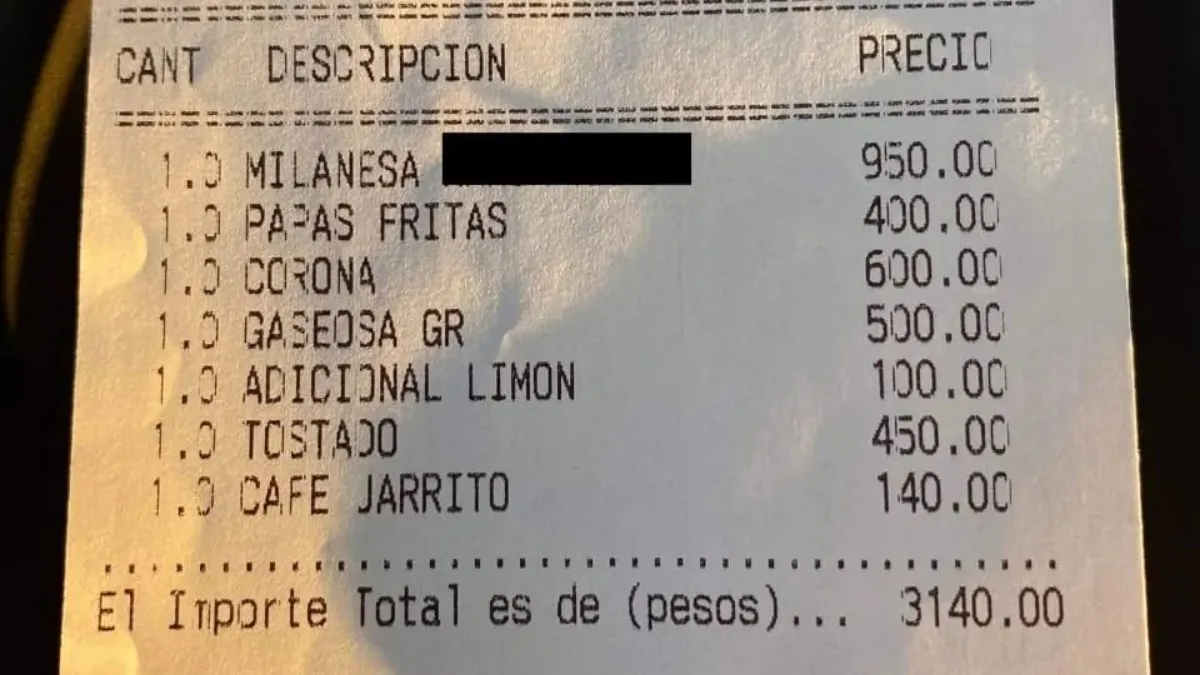 CANT DESCRIPCION PRECIO
1.0 MILANESA 950.00
1.0 PAPAS FRITAS 400.00
1.0 CORONA 600.00
1.0 GASEOSA GR 500.00
1.0 ADICIONAL LIMON 100.00
1.0 TOSTADO 450.00
1.0 CAFE JARRITO 140.00
El Importe Total es de (pesos)... 3140.00